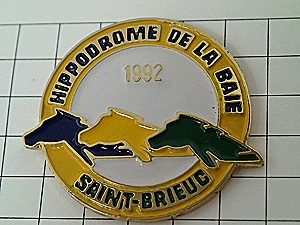 HIPPODROME DE LA BAIE
1992
SAINT-BRIEUC